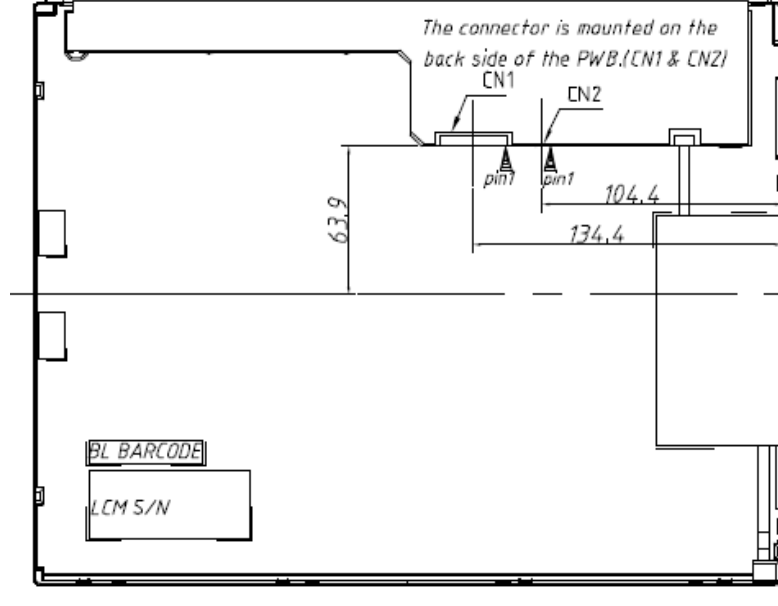 The connector is mounted on the
back side of the PWB.(CN1 & CN2)
CN1
CN2
pin1
pin1
104.4
63.9
134.4
BL BARCODE
LCM S/N